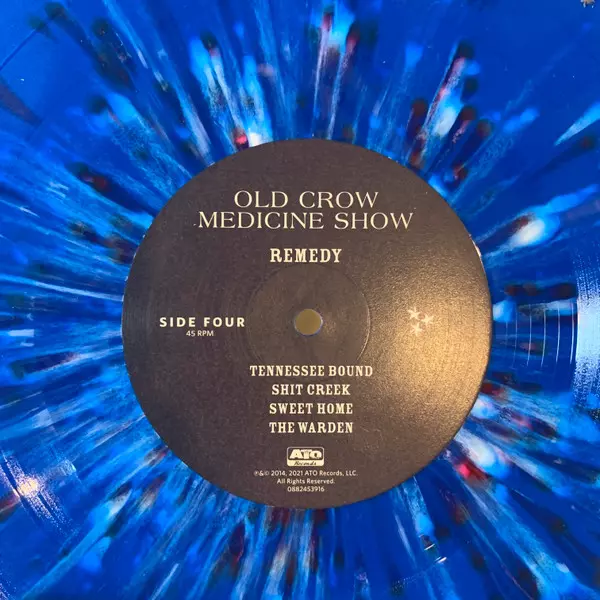 OLD CROW
MEDICINE SHOW
REMEDY
SIDE FOUR
45 RPM
TENNESSEE BOUND
SHIT CREEK
SWEET HOME
THE WARDEN
ATO
Records
℗&© 2014, 2021 ATO Records, LLC.
All Rights Reserved.
0882453916